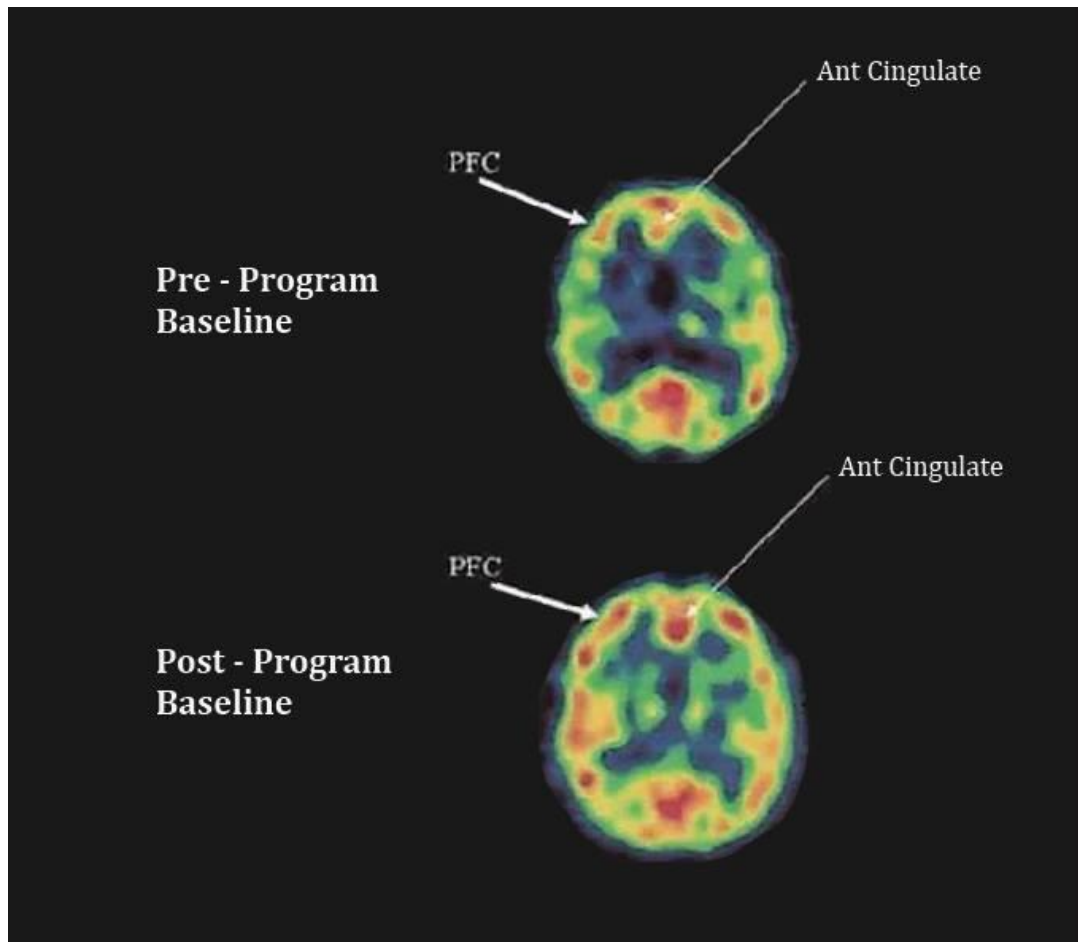 Ant Cingulate
PFC
Pre - Program
Baseline
Ant Cingulate
PFC
Post - Program
Baseline